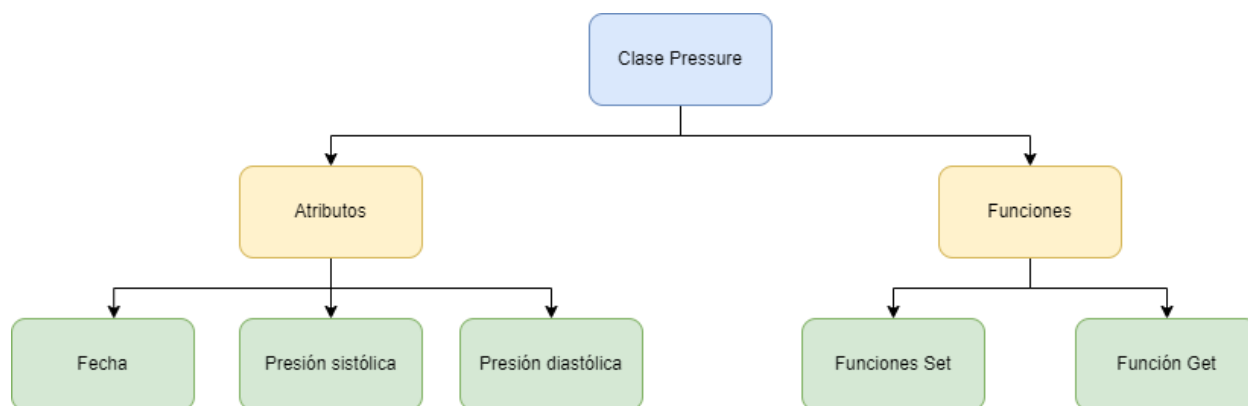 Clase Pressure
Atributos
Funciones
Fecha
Presión sistólica
Presión diastólica
Funciones Set
Función Get